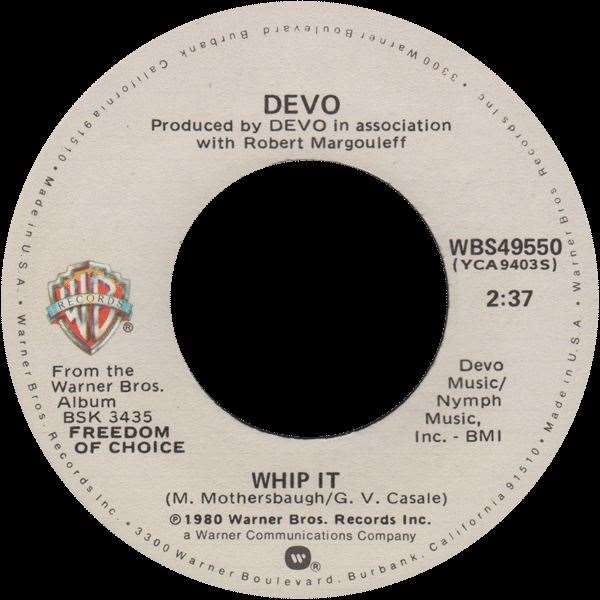 DEVO
Produced by DEVO in association
with Robert Margouleff
WBS49550
(YCA9403S)
2:37
WB
RECORDS
®
From the
Warner Bros.
Album
BSK 3435
FREEDOM
OF CHOICE
Devo
Music/
Nymph
Music,
Inc. - BMI
WHIP IT
(M. Mothersbaugh/G. V. Casale)
℗1980 Warner Bros. Records Inc.
a Warner Communications Company
W®
Warner Bros. Records Inc. • 3300 Warner Boulevard, Burbank, California 91510 • Made in U.S.A. • Warner Bros. Records Inc. • 3300 Warner Boulevard Burbank, California 91510 • Made in U.S.A. •